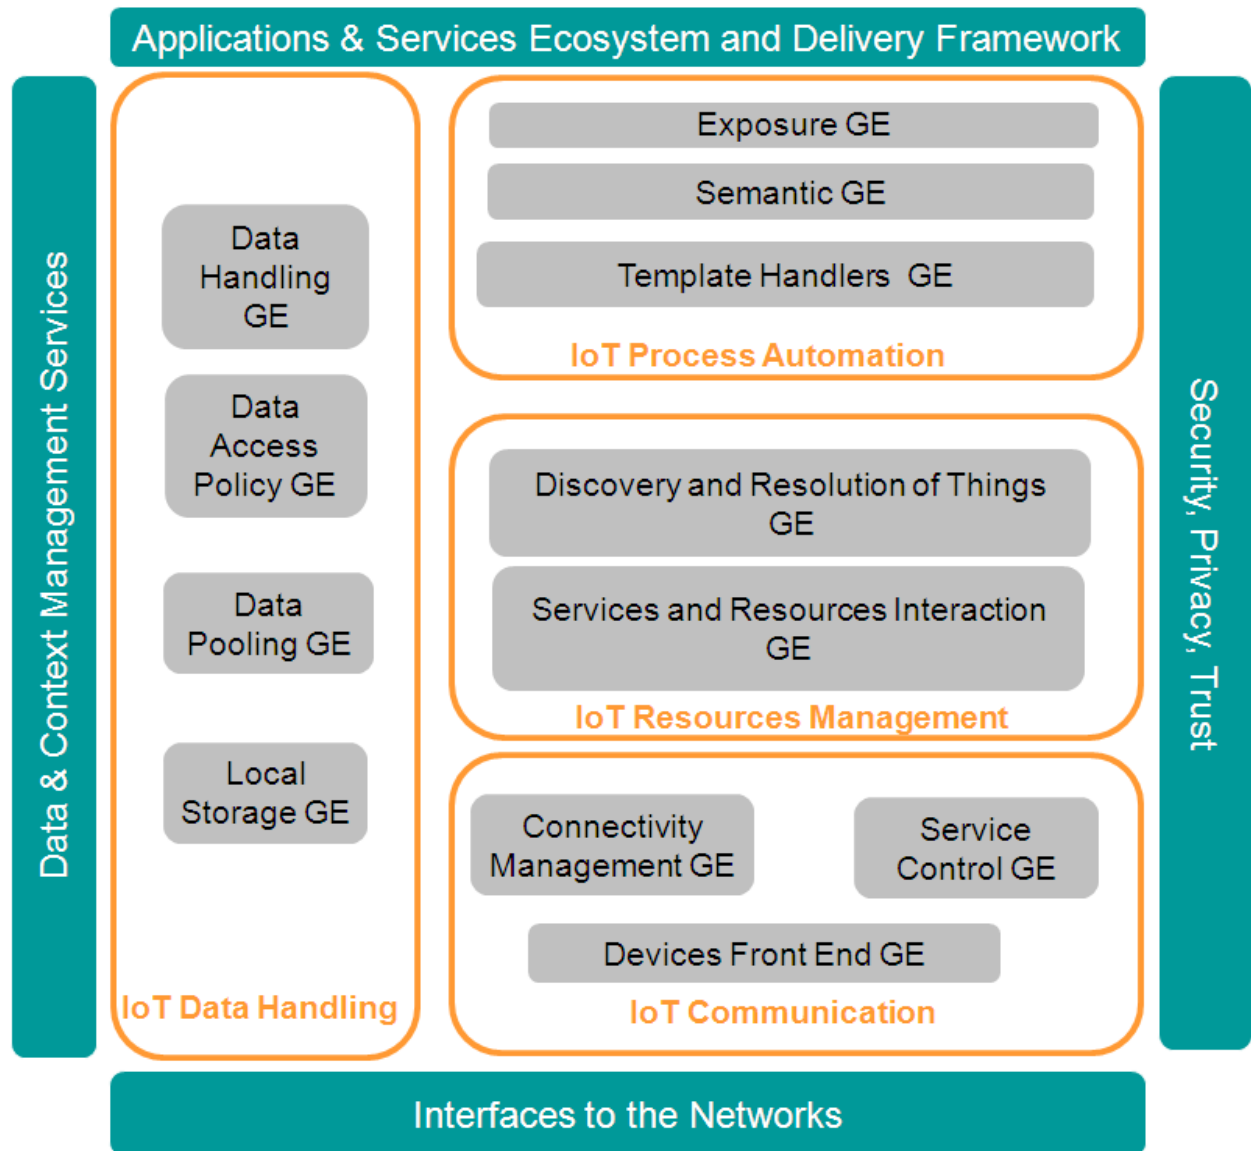 Applications & Services Ecosystem and Delivery Framework
Data & Context Management Services
Data
Handling
GE
Data
Access
Policy GE
Data
Pooling GE
Local
Storage GE
IoT Data Handling
Exposure GE
Semantic GE
Template Handlers GE
IoT Process Automation
Discovery and Resolution of Things
GE
Services and Resources Interaction
GE
IoT Resources Management
Connectivity
Management GE
Service
Control GE
Devices Front End GE
IoT Communication
Security, Privacy, Trust
Interfaces to the Networks